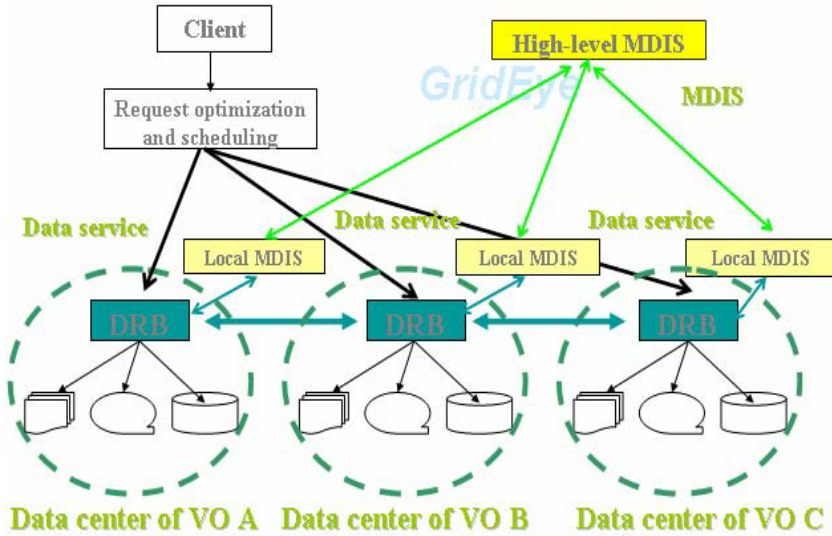 Client
High-level MDIS
GridEye
MDIS
Request optimization
and scheduling
Data service
Data service
Data service
Local MDIS
Local MDIS
Local MDIS
DRB
DRB
DRB
Data center of VO A
Data center of VO B
Data center of VO C